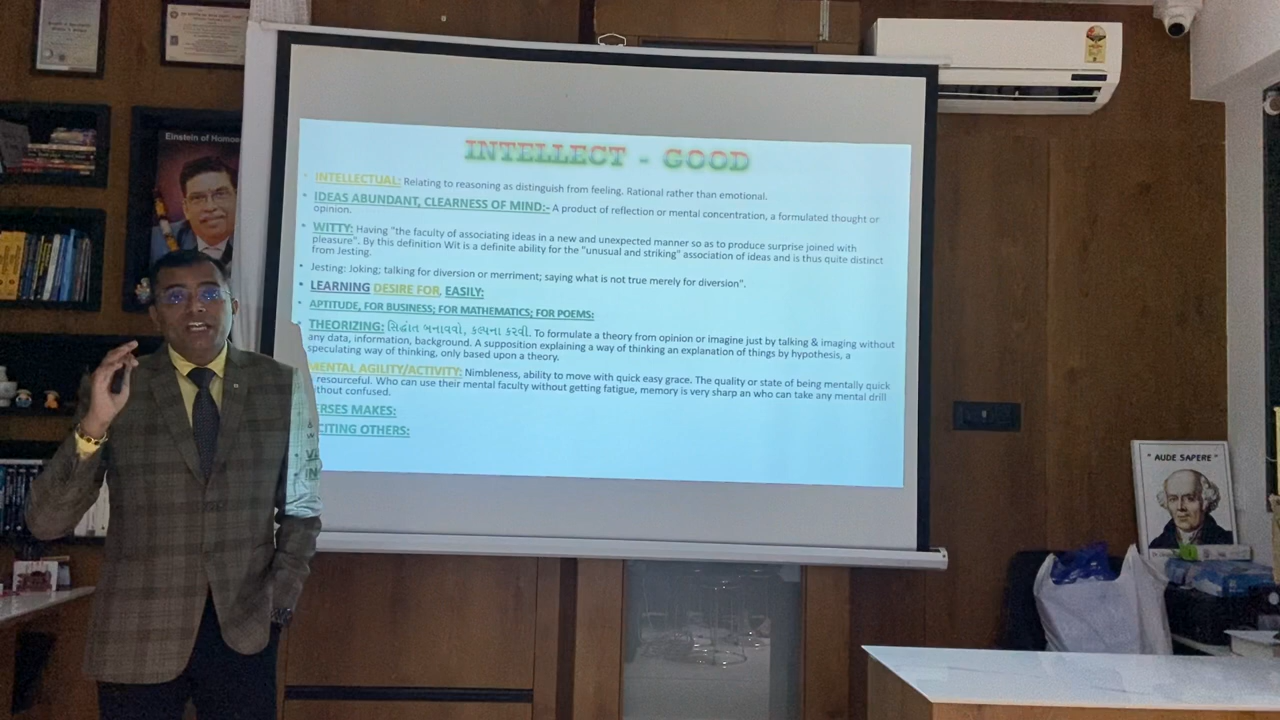 Einstein of Homoe
INTELLECT - GOOD
INTELLECTUAL: Relating to reasoning as distinguish from feeling. Rational rather than emotional.
IDEAS ABUNDANT, CLEARNESS OF MIND:- A product of reflection or mental concentration, a formulated thought or
opinion.
WITTY: Having "the faculty of associating ideas in a new and unexpected manner so as to produce surprise joined with
pleasure". By this definition Wit is a definite ability for the "unusual and striking" association of ideas and is thus quite distinct
from Jesting.
Jesting: Joking; talking for diversion or merriment; saying what is not true merely for diversion".
LEARNING DESIRE FOR, EASILY:
APTITUDE, FOR BUSINESS; FOR MATHEMATICS; FOR POEMS:
THEORIZING: સિદ્ધાંત બનાવવો, કલ્પના કરવી. To formulate a theory from opinion or imagine just by talking & imaging without
any data, information, background. A supposition explaining a way of thinking an explanation of things by hypothesis, a
speculating way of thinking, only based upon a theory.
MENTAL AGILITY/ACTIVITY: Nimbleness, ability to move with quick easy grace. The quality or state of being mentally quick
resourceful. Who can use their mental faculty without getting fatigue, memory is very sharp an who can take any mental drill
ithout confused.
ERSES MAKES:
CITING OTHERS:
" AUDE SAPERE "